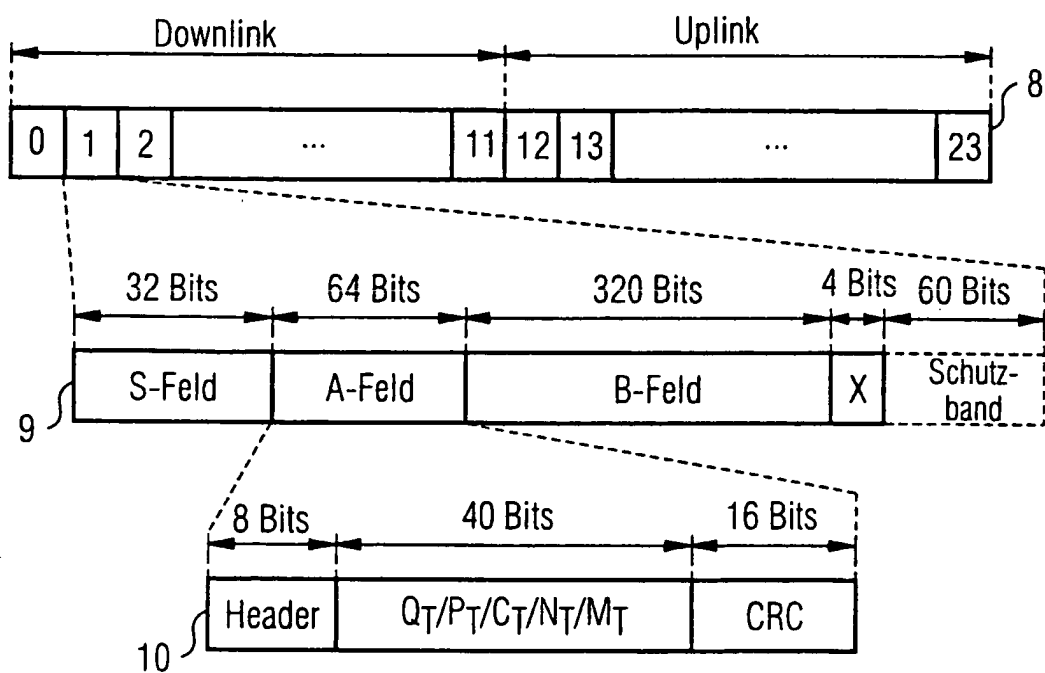 Downlink Uplink
8
0 1 2 ... 11 12 13 ... 23
32 Bits 64 Bits 320 Bits 4 Bits 60 Bits
9
S-Feld A-Feld B-Feld X Schutz-
band
8 Bits 40 Bits 16 Bits
10
Header QT/PT/CT/NT/MT CRC